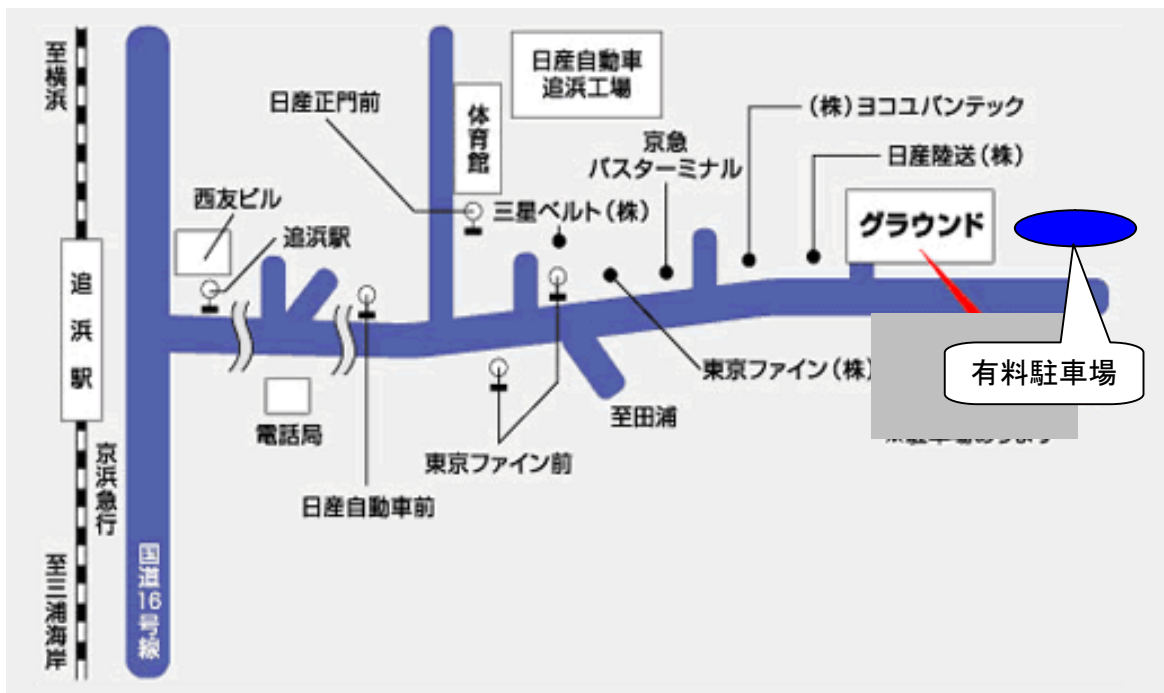 至横浜
日産自動車
追浜工場
日産正門前
体育館
(株)ヨコユバンテック
京急
バスターミナル
日産陸送(株)
西友ビル
三星ベルト(株)
グラウンド
追浜駅
追浜駅
東京ファイン(株)
有料駐車場
至田浦
電話局
東京ファイン前
京浜急行
日産自動車前
国道16号線
至三浦海岸